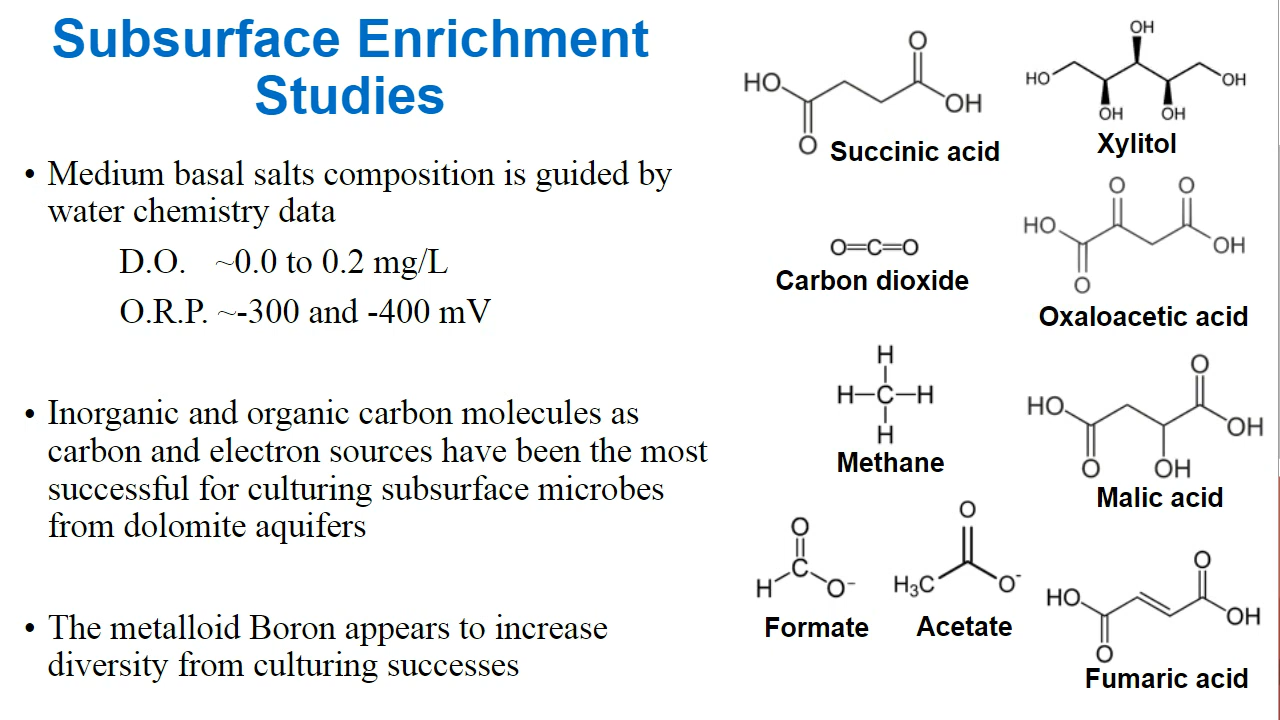 Subsurface Enrichment
Studies
• Medium basal salts composition is guided by
water chemistry data
D.O. ~0.0 to 0.2 mg/L
O.R.P. ~-300 and -400 mV
• Inorganic and organic carbon molecules as
carbon and electron sources have been the most
successful for culturing subsurface microbes
from dolomite aquifers
• The metalloid Boron appears to increase
diversity from culturing successes
O
HO
OH
O
Succinic acid
OH
HO
OH
OH
OH
Xylitol
O=C=O
Carbon dioxide
O
O
HO
OH
O
Oxaloacetic acid
H
H–C–H
H
Methane
O
HO
OH
O
OH
Malic acid
O
C
H
O⁻
Formate
O
H₃C
O⁻
Acetate
O
HO
OH
O
Fumaric acid